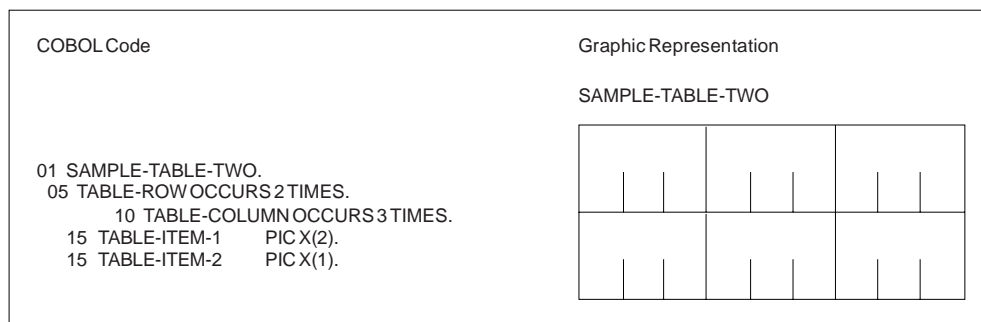 COBOL Code
Graphic Representation
SAMPLE-TABLE-TWO
01 SAMPLE-TABLE-TWO.
05 TABLE-ROW OCCURS 2 TIMES.
10 TABLE-COLUMN OCCURS 3 TIMES.
15 TABLE-ITEM-1 PIC X(2).
15 TABLE-ITEM-2 PIC X(1).